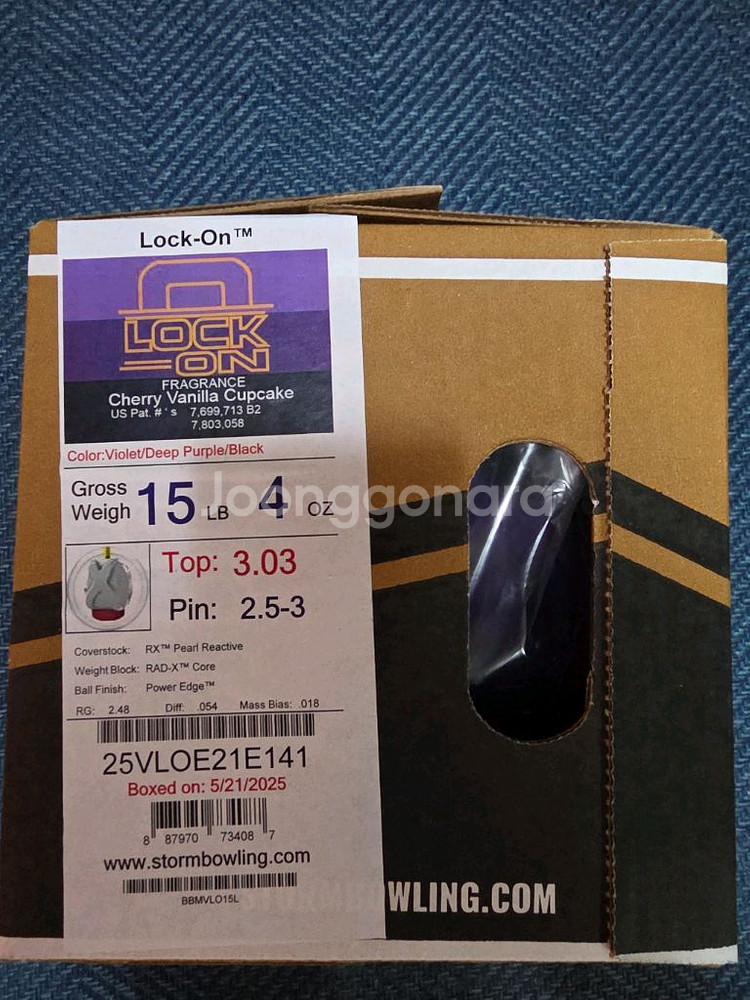 Lock-On™
LOCK
ON
FRAGRANCE
Cherry Vanilla Cupcake
US Pat. #'s 7,699,713 B2
7,803,058
Color:Violet/Deep Purple/Black
Gross Weigh 15 LB 4 OZ
Joonggonara
Top: 3.03
Pin: 2.5-3
Coverstock: RX™ Pearl Reactive
Weight Block: RAD-X™ Core
Ball Finish: Power Edge™
RG: 2.48 Diff: .054 Mass Bias: .018
25VLOE21E141
Boxed on: 5/21/2025
8 87970 73408 7
www.stormbowling.com
BBMVLO15L
STORMBOWLING.COM